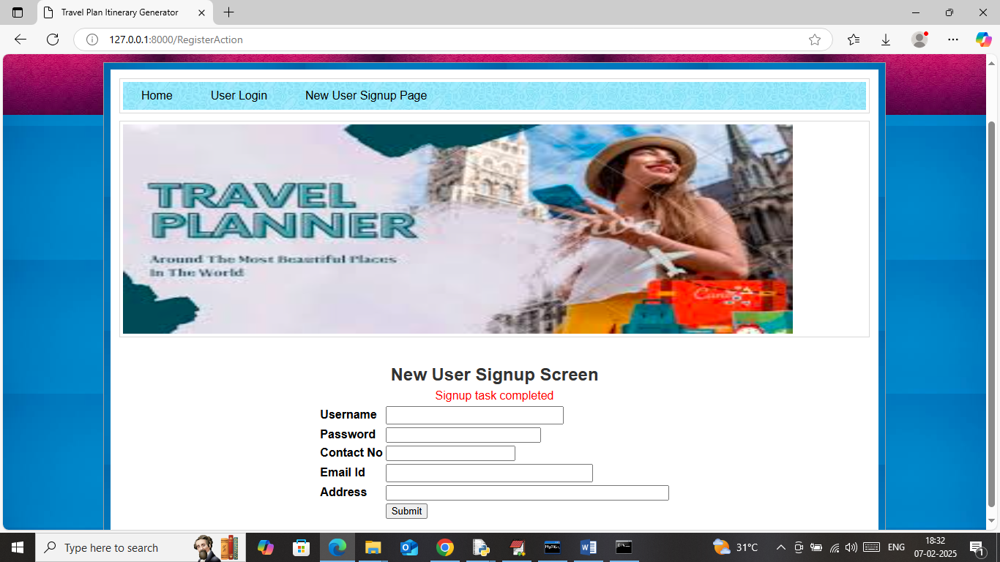 Travel Plan Itinerary Generator
127.0.0.1:8000/RegisterAction
Home User Login New User Signup Page
TRAVEL
PLANNER
Around The Most Beautiful Places
In The World
New User Signup Screen
Signup task completed
Username
Password
Contact No
Email Id
Address
Submit
Type here to search
31°C
ENG
18:32
07-02-2025
1